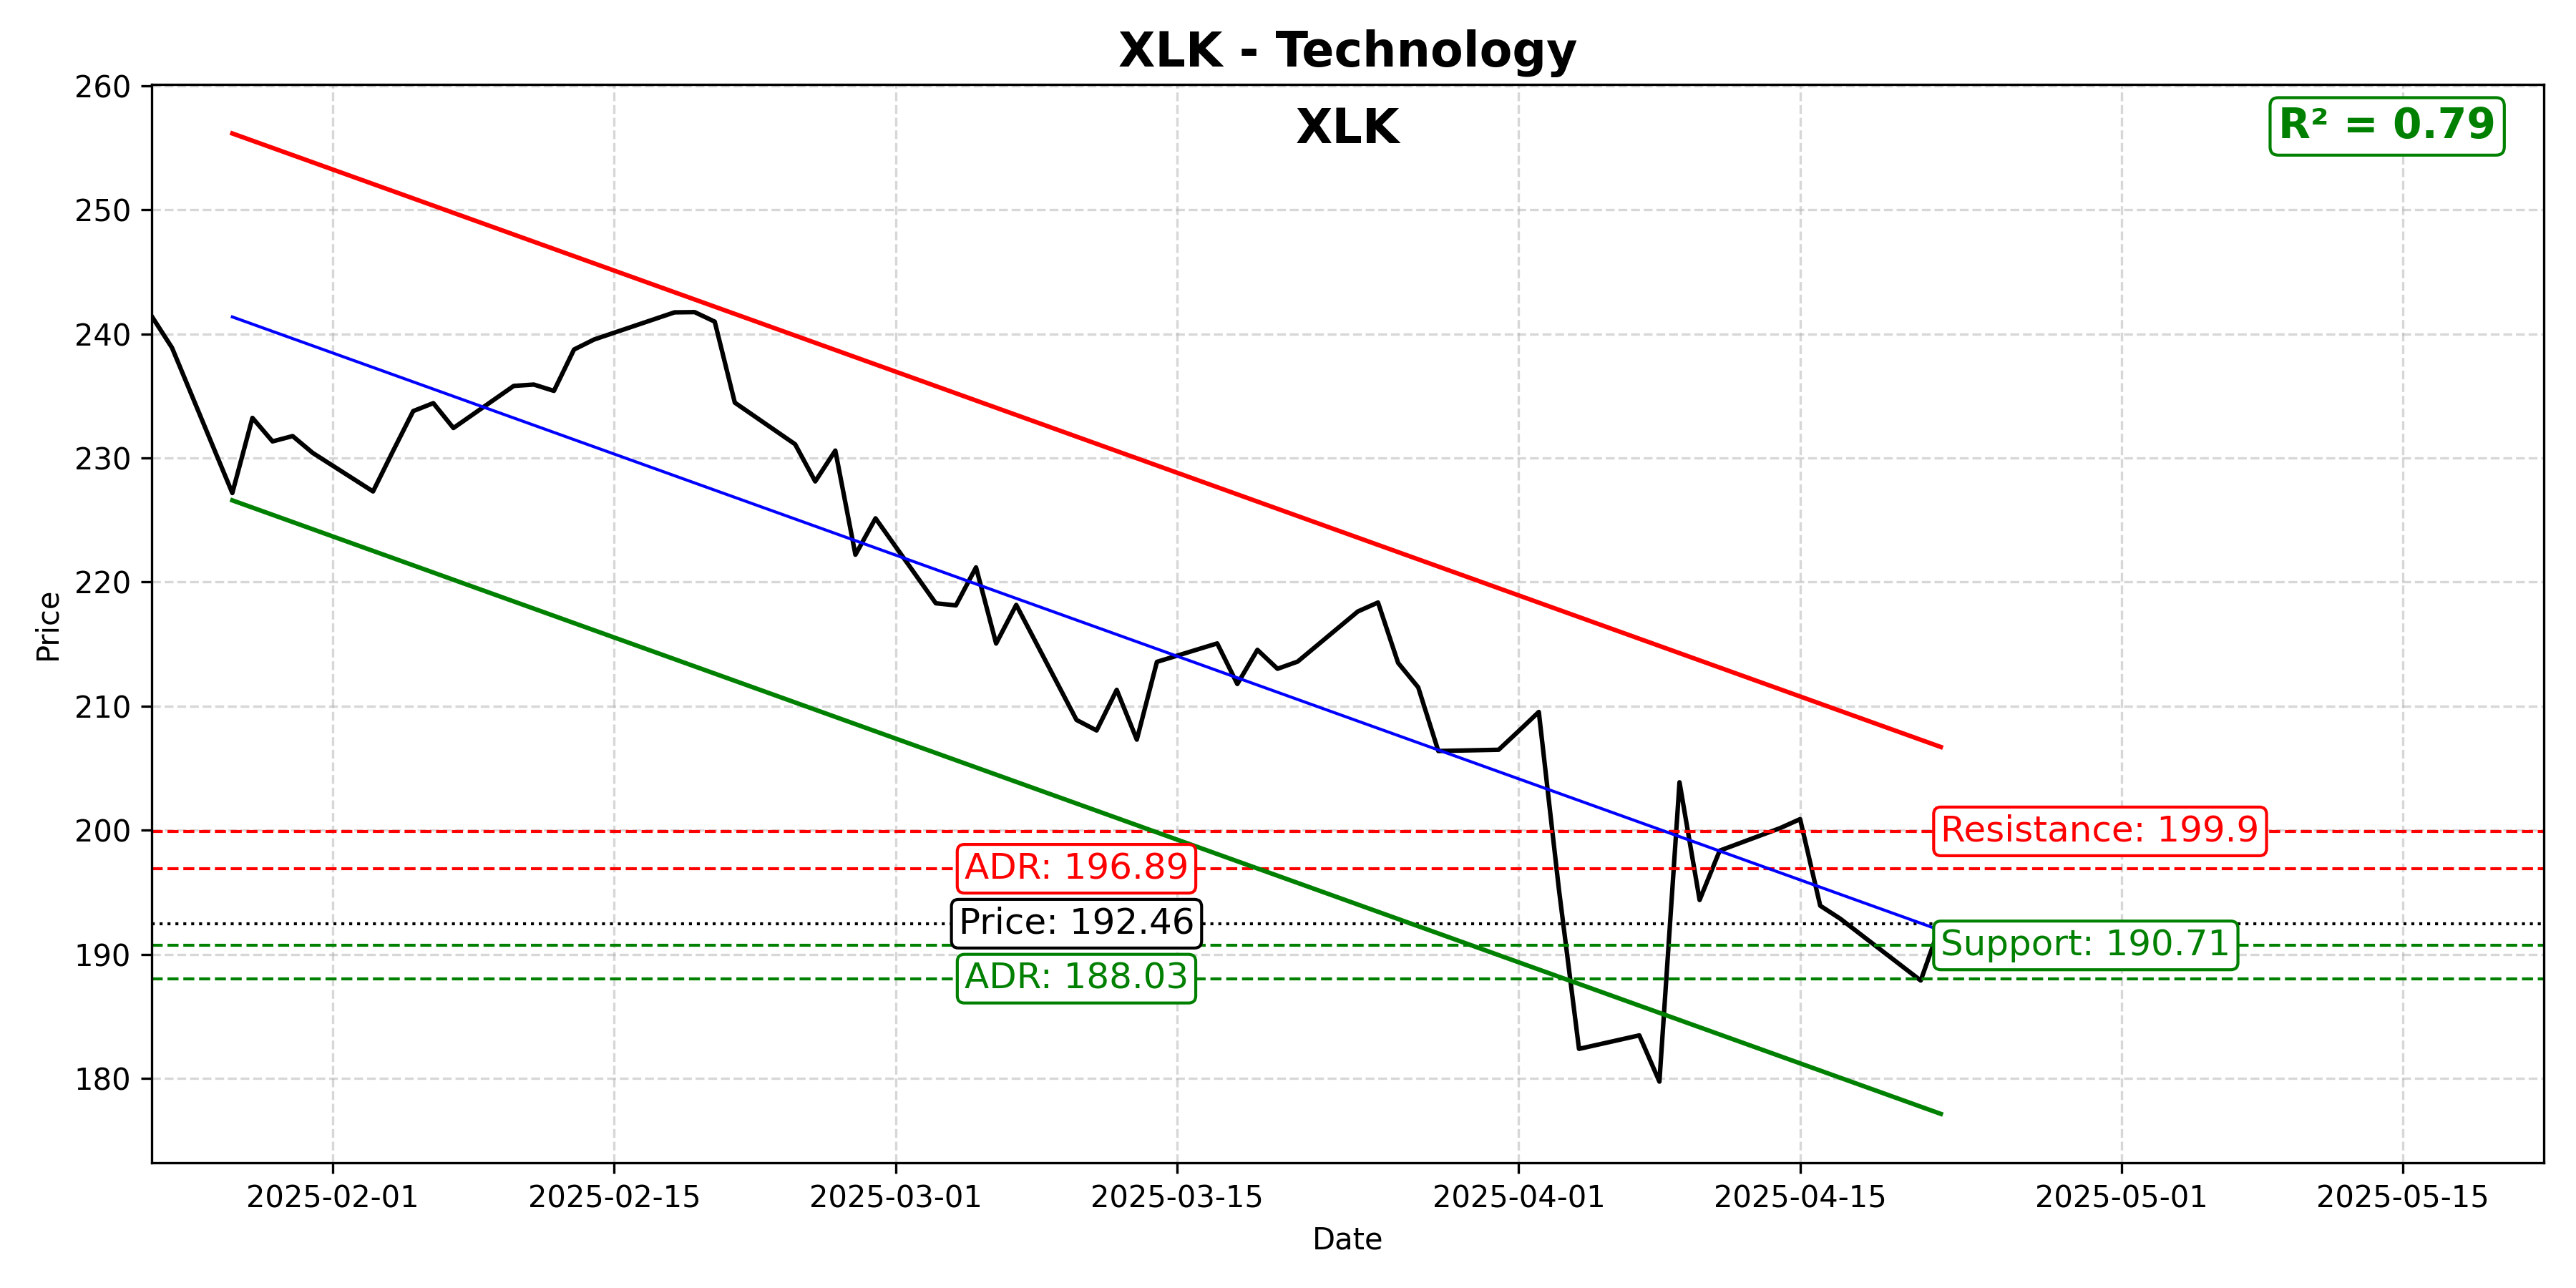 XLK - Technology
XLK
R² = 0.79
260
250
240
230
220
210
200
190
180
Price
Resistance: 199.9
ADR: 196.89
Price: 192.46
Support: 190.71
ADR: 188.03
2025-02-01
2025-02-15
2025-03-01
2025-03-15
2025-04-01
2025-04-15
2025-05-01
2025-05-15
Date